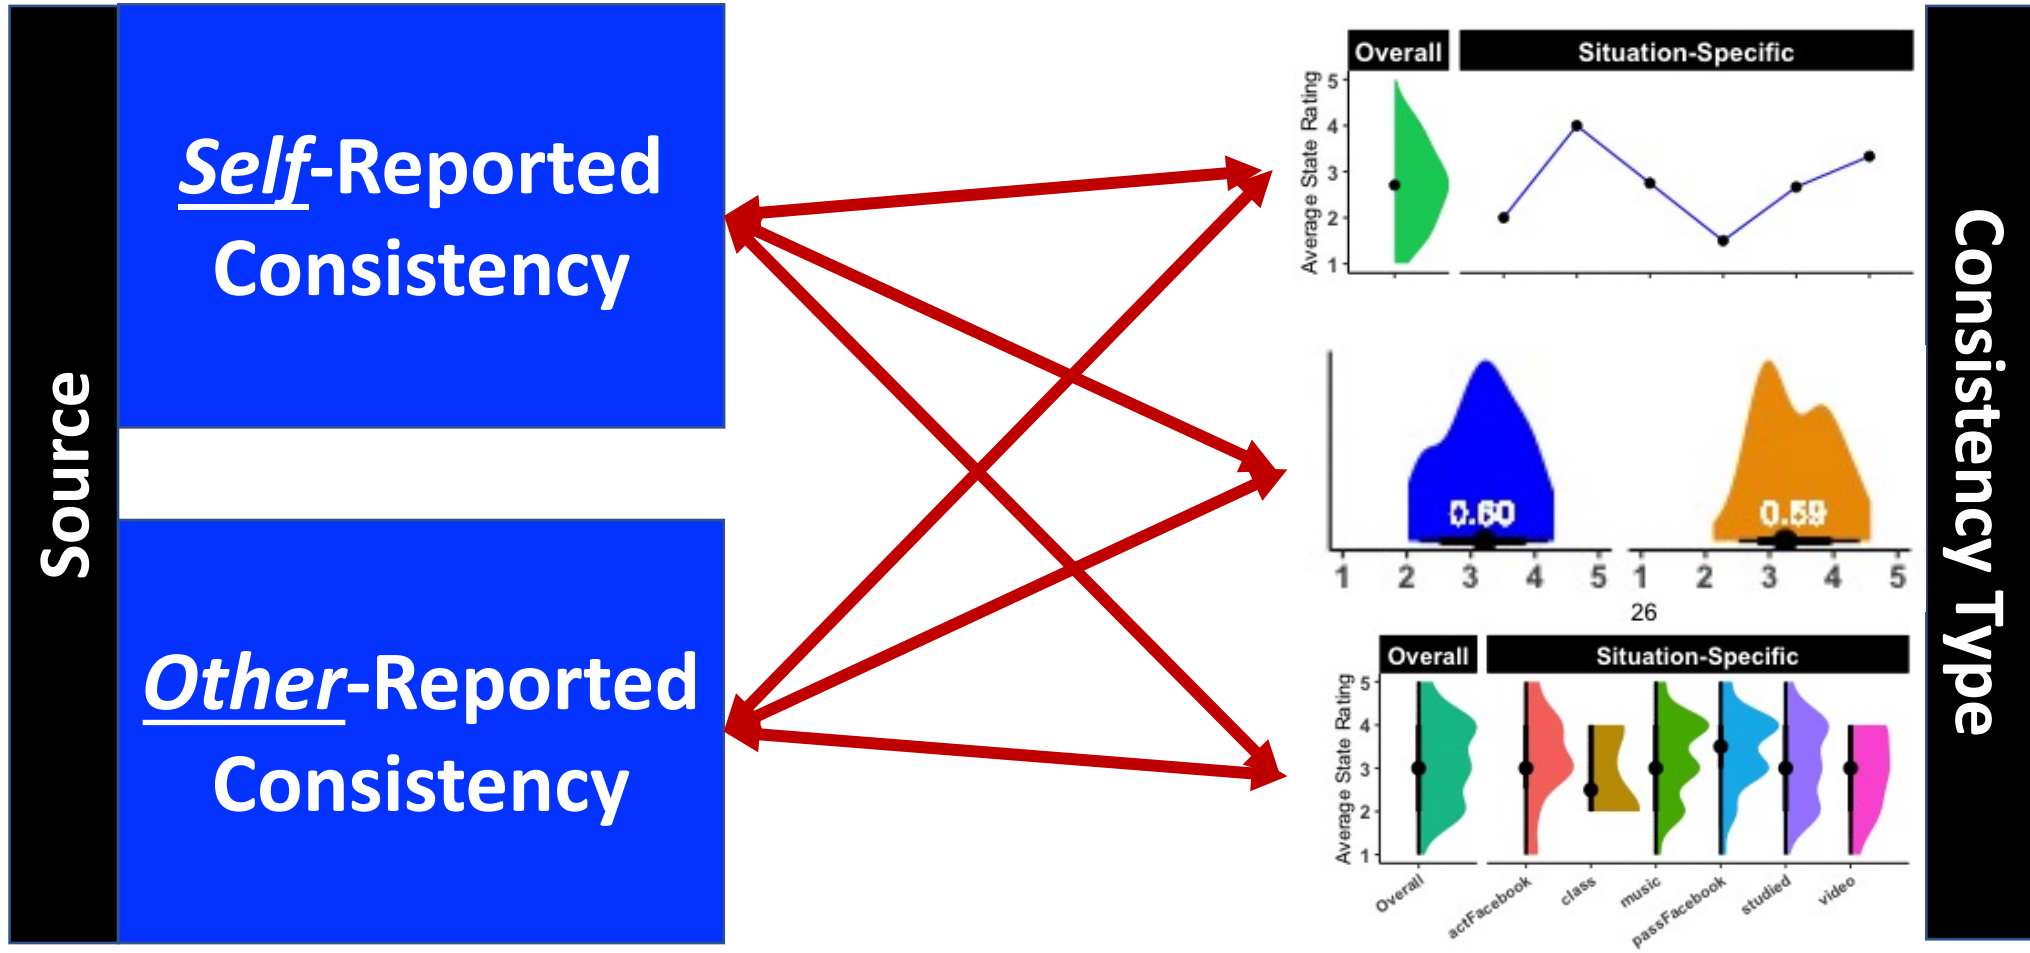 Source
Self-Reported
Consistency
Other-Reported
Consistency
Overall
Situation-Specific
Average State Rating
5
4
3
2
1
0.60
0.59
1 2 3 4 5
1 2 3 4 5
26
Overall
Situation-Specific
Average State Rating
5
4
3
2
1
Overall
actFacebook
class
music
passFacebook
studied
video
Consistency Type